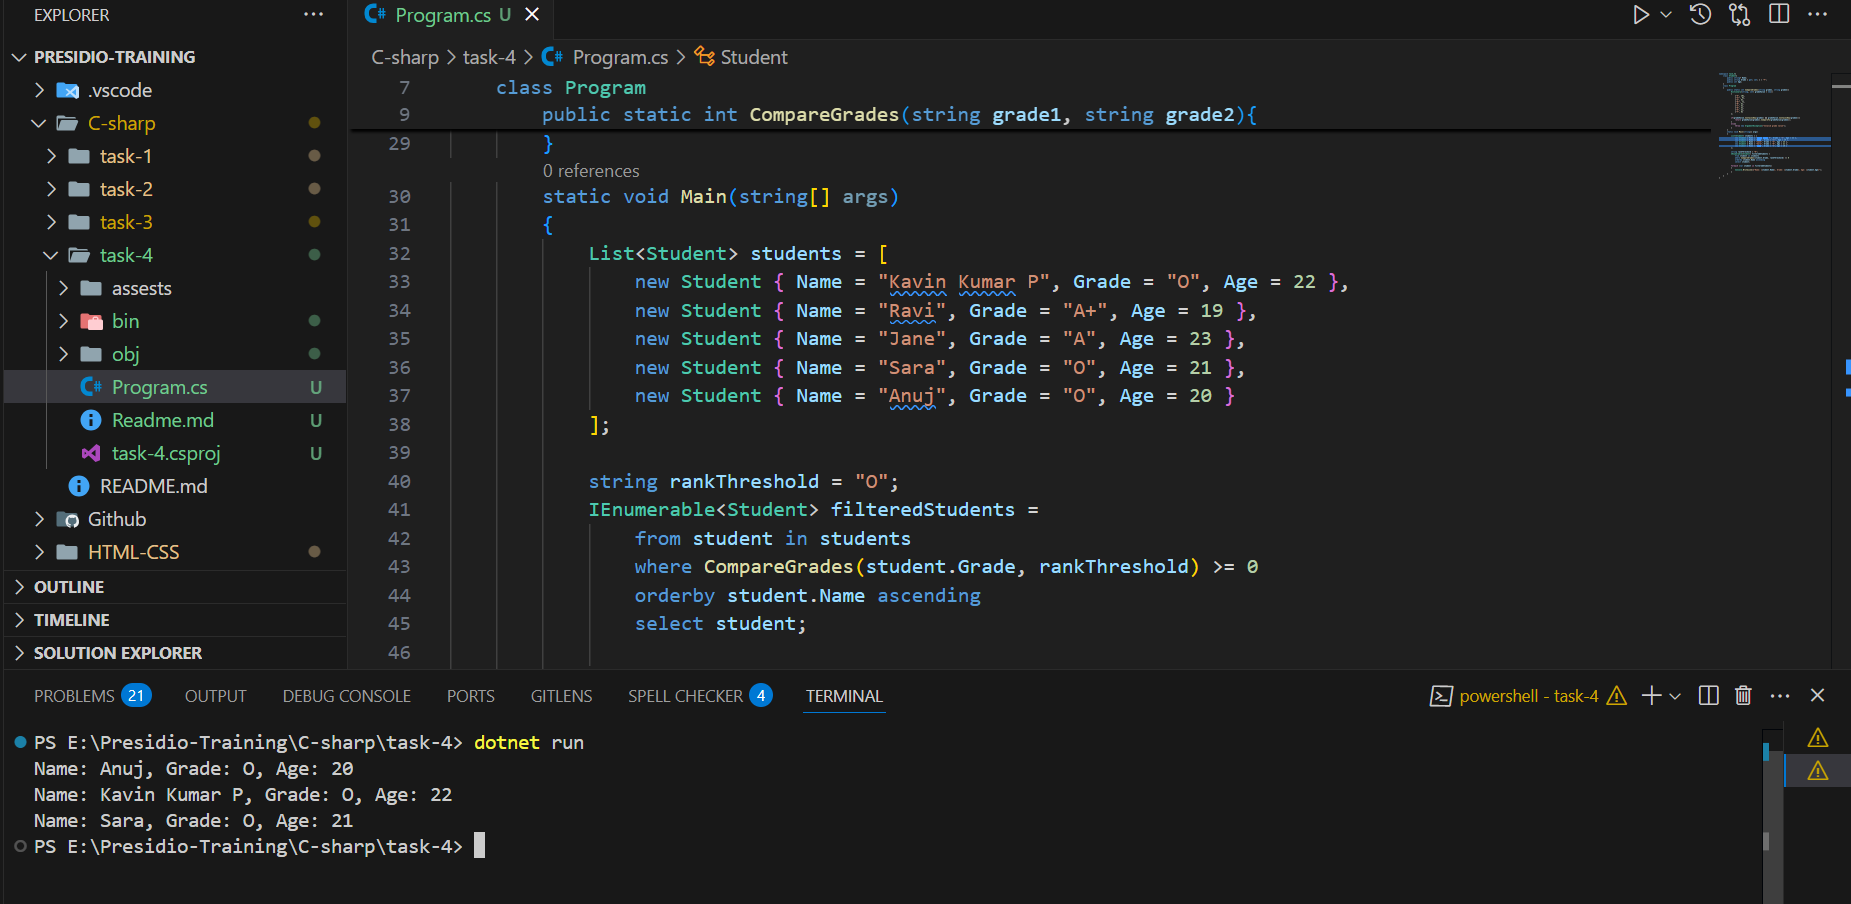 EXPLORER
PRESIDIO-TRAINING
.vscode
C-sharp
task-1
task-2
task-3
task-4
assests
bin
obj
Program.cs U
Readme.md U
task-4.csproj U
README.md
Github
HTML-CSS
OUTLINE
TIMELINE
SOLUTION EXPLORER
Program.cs U
C-sharp > task-4 > Program.cs > Student
7 class Program
9 public static int CompareGrades(string grade1, string grade2){
29 }
0 references
30 static void Main(string[] args)
31 {
32 List<Student> students = [
33 new Student { Name = "Kavin Kumar P", Grade = "O", Age = 22 },
34 new Student { Name = "Ravi", Grade = "A+", Age = 19 },
35 new Student { Name = "Jane", Grade = "A", Age = 23 },
36 new Student { Name = "Sara", Grade = "O", Age = 21 },
37 new Student { Name = "Anuj", Grade = "O", Age = 20 }
38 ];
39
40 string rankThreshold = "O";
41 IEnumerable<Student> filteredStudents =
42 from student in students
43 where CompareGrades(student.Grade, rankThreshold) >= 0
44 orderby student.Name ascending
45 select student;
46
PROBLEMS 21 OUTPUT DEBUG CONSOLE PORTS GITLENS SPELL CHECKER 4 TERMINAL
powershell - task-4
PS E:\Presidio-Training\C-sharp\task-4> dotnet run
Name: Anuj, Grade: O, Age: 20
Name: Kavin Kumar P, Grade: O, Age: 22
Name: Sara, Grade: O, Age: 21
PS E:\Presidio-Training\C-sharp\task-4>